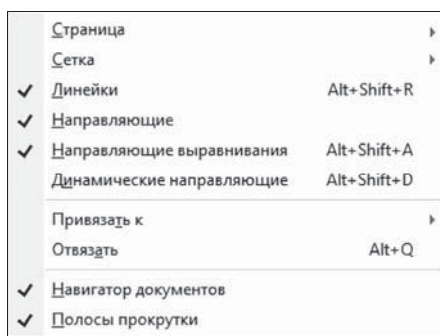 Страница
Сетка
Линейки Alt+Shift+R
Направляющие
Направляющие выравнивания Alt+Shift+A
Динамические направляющие Alt+Shift+D
Привязать к
Отвязать Alt+Q
Навигатор документов
Полосы прокрутки